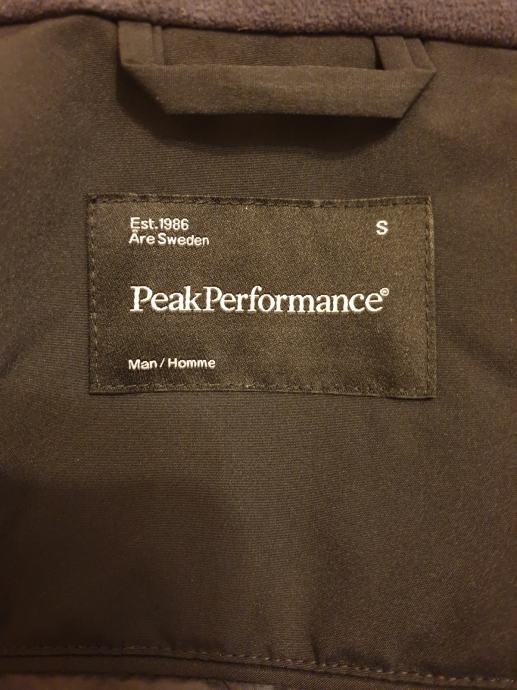 Est.1986
Åre Sweden
S
PeakPerformance®
Man/Homme